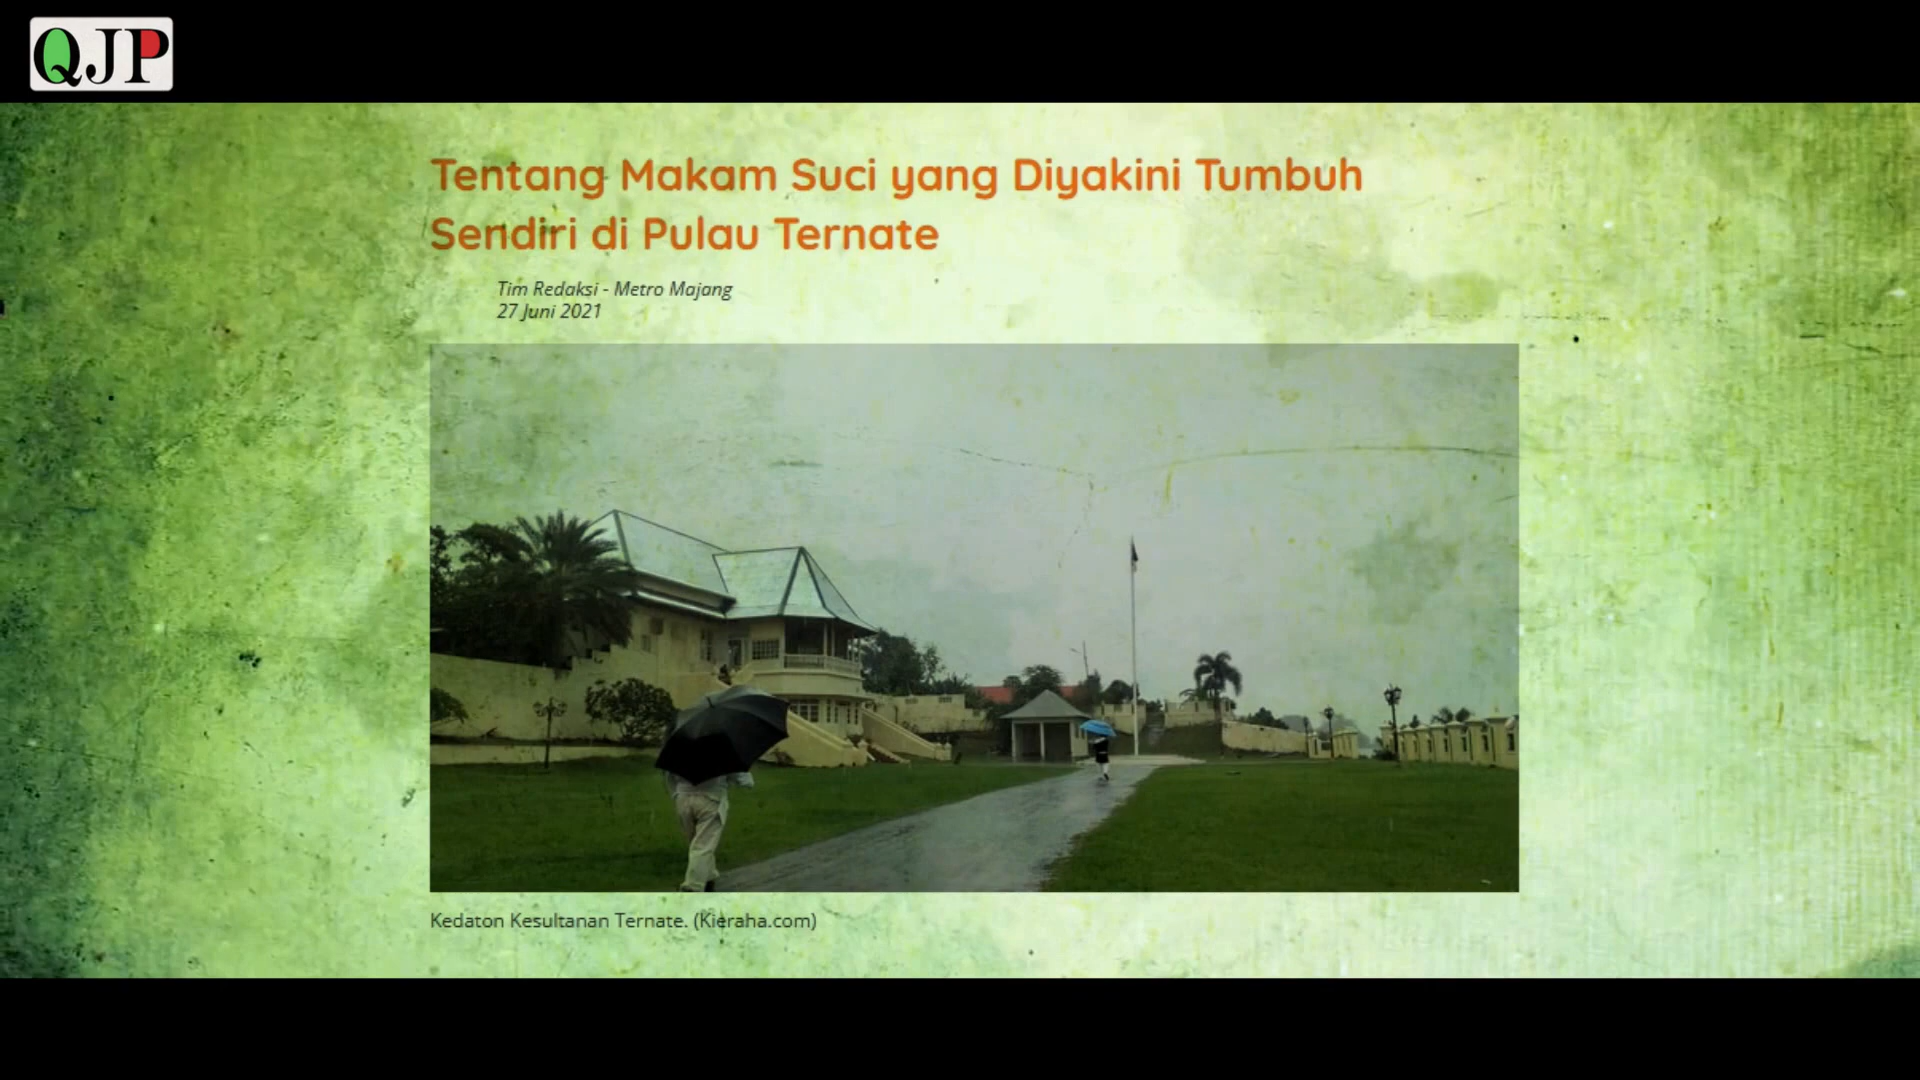 QJP
Tentang Makam Suci yang Diyakini Tumbuh
Sendiri di Pulau Ternate
Tim Redaksi - Metro Majang
27 Juni 2021
Kedaton Kesultanan Ternate. (Kieraha.com)